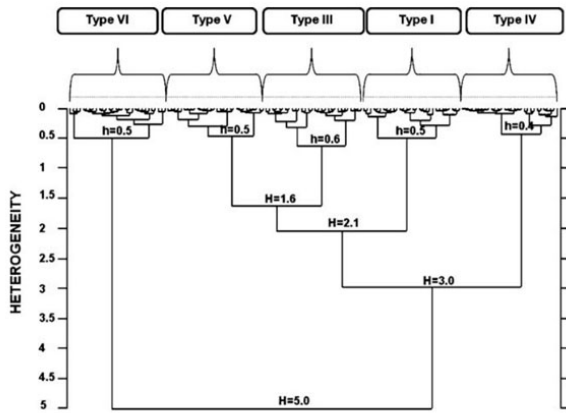 Type VI Type V Type III Type I Type IV
0
h=0.5 h=0.5 h=0.6 h=0.5 h=0.4
0.5
1
1.5
H=1.6
H=2.1
2
2.5
H=3.0
3
3.5
4
4.5
H=5.0
5
HETEROGENEITY